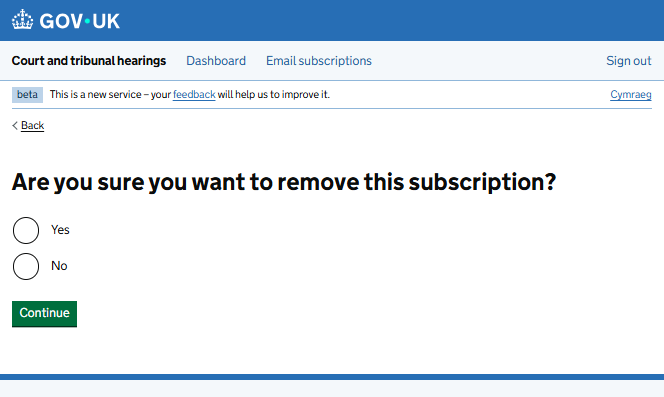 GOV·UK
Court and tribunal hearings Dashboard Email subscriptions Sign out
beta This is a new service – your feedback will help us to improve it. Cymraeg
Back
Are you sure you want to remove this subscription?
Yes
No
Continue